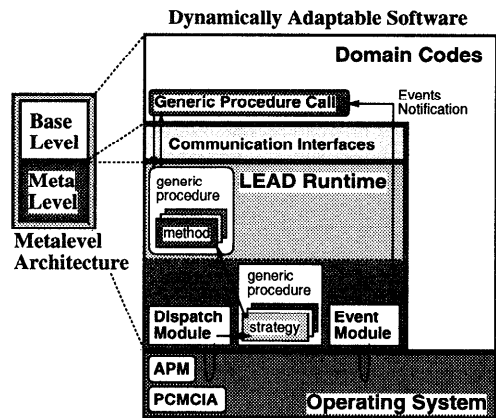 Dynamically Adaptable Software
Domain Codes
Generic Procedure Call
Events
Notification
Base
Level
Meta
Level
Metalevel
Architecture
Communication Interfaces
LEAD Runtime
generic
procedure
method
generic
procedure
strategy
Dispatch
Module
Event
Module
APM
PCMCIA
Operating System